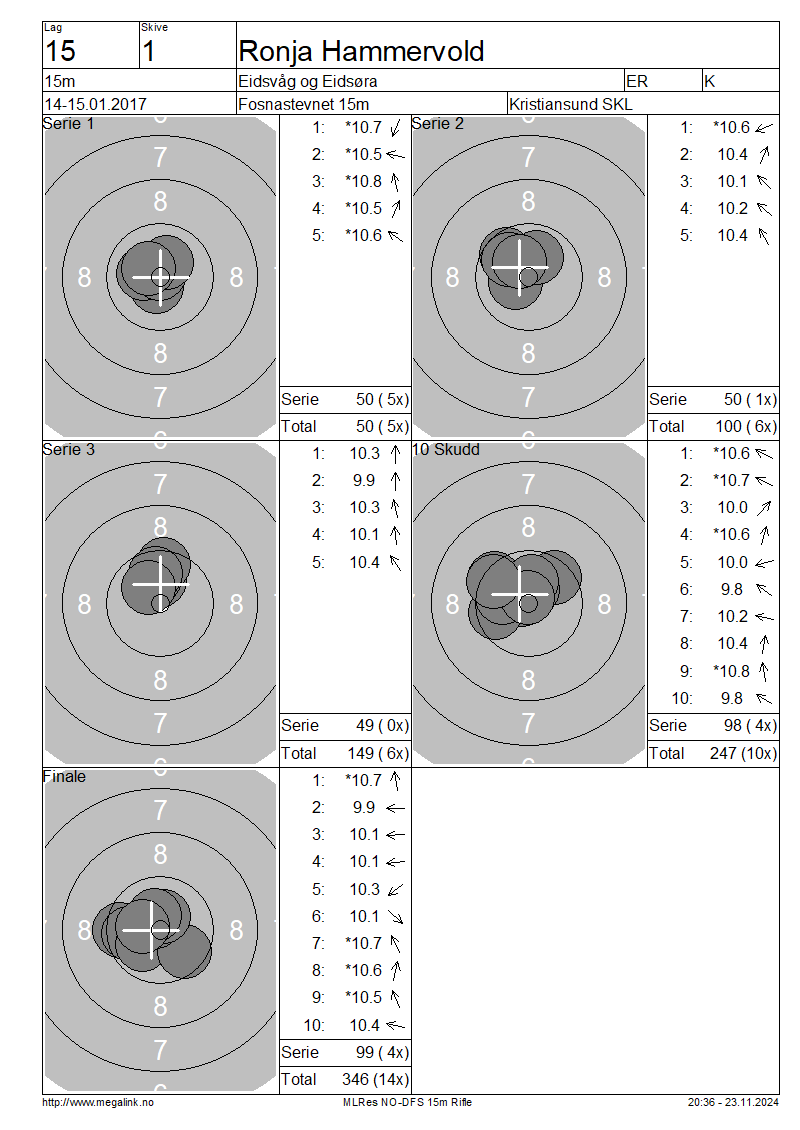 Lag
Skive
15
1
Ronja Hammervold
15m
Eidsvåg og Eidsøra
ER
K
14-15.01.2017
Fosnastevnet 15m
Kristiansund SKL
Serie 1
7
8
8
8
8
7
1: *10.7
2: *10.5
3: *10.8
4: *10.5
5: *10.6
Serie 50 ( 5x)
Total 50 ( 5x)
Serie 2
7
8
8
8
8
7
1: *10.6
2: 10.4
3: 10.1
4: 10.2
5: 10.4
Serie 50 ( 1x)
Total 100 ( 6x)
Serie 3
7
8
8
8
8
7
1: 10.3
2: 9.9
3: 10.3
4: 10.1
5: 10.4
Serie 49 ( 0x)
Total 149 ( 6x)
10 Skudd
7
8
8
8
8
7
1: *10.6
2: *10.7
3: 10.0
4: *10.6
5: 10.0
6: 9.8
7: 10.2
8: 10.4
9: *10.8
10: 9.8
Serie 98 ( 4x)
Total 247 (10x)
Finale
7
8
8
8
8
7
1: *10.7
2: 9.9
3: 10.1
4: 10.1
5: 10.3
6: 10.1
7: *10.7
8: *10.6
9: *10.5
10: 10.4
Serie 99 ( 4x)
Total 346 (14x)
http://www.megalink.no
MLRes NO-DFS 15m Rifle
20:36 - 23.11.2024